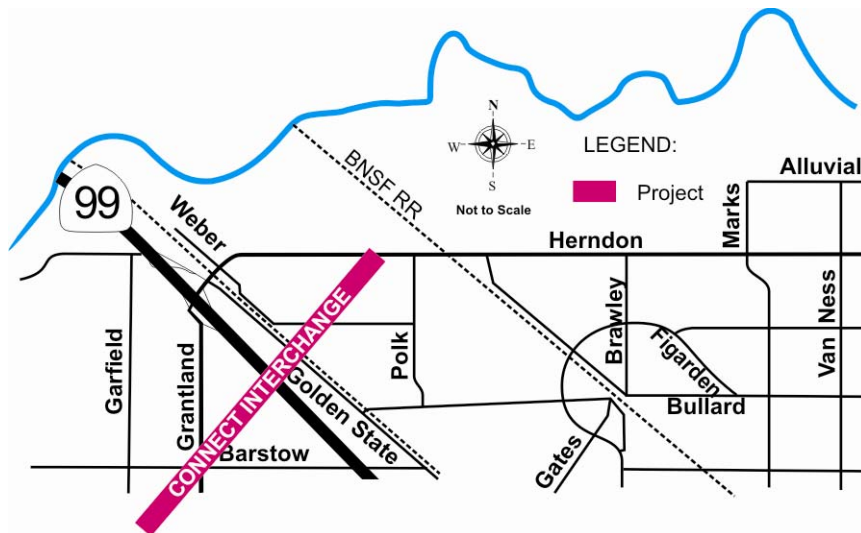 N
W
E
S
Not to Scale
LEGEND:
Project
BNSF RR
99
Weber
Alluvial
Herndon
Marks
Garfield
Grantland
CONNECT INTERCHANGE
Golden State
Polk
Brawley
Figarden
Van Ness
Bullard
Barstow
Gates